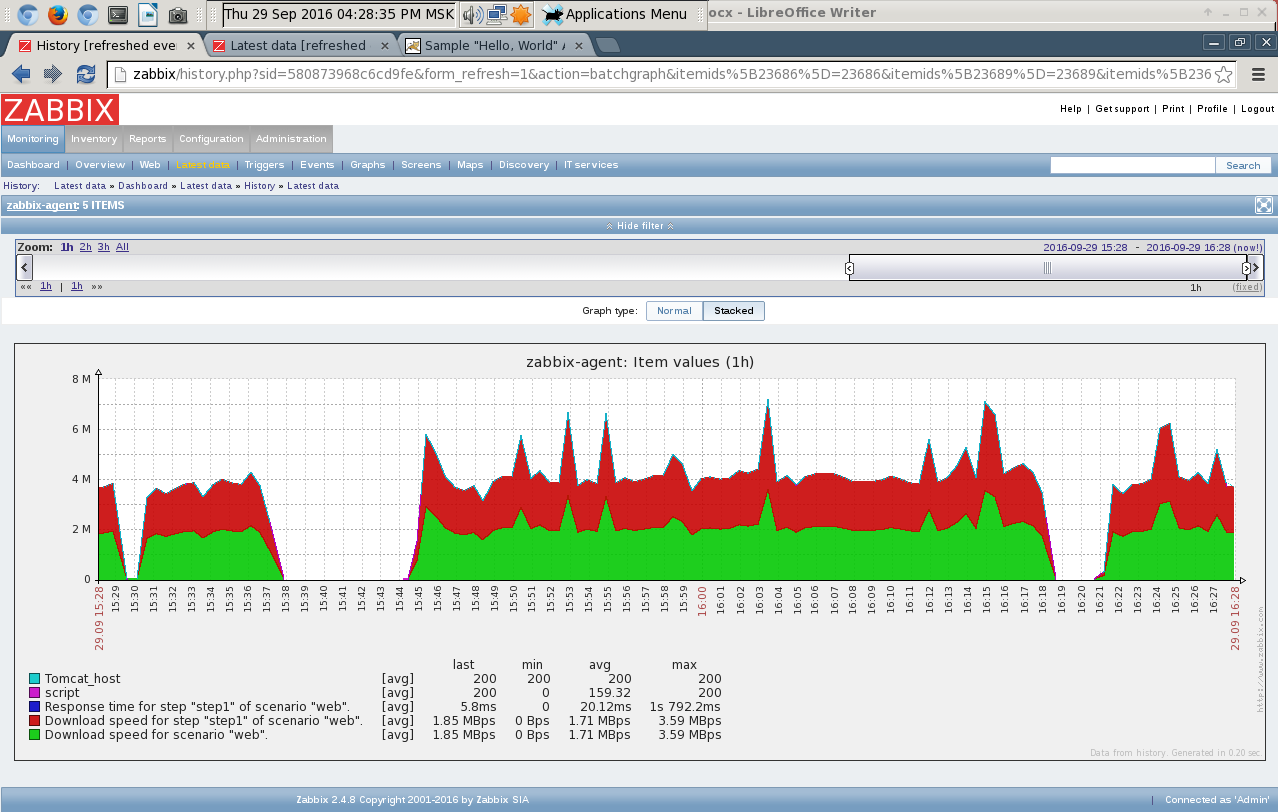 Thu 29 Sep 2016 04:28:35 PM MSK Applications Menu ocx - LibreOffice Writer
History [refreshed eve Latest data [refreshed Sample "Hello, World" A
zabbix/history.php?sid=580873968c6cd9fe&form_refresh=1&action=batchgraph&itemids%5B23686%5D=23686&itemids%5B23689%5D=23689&itemids%5B236
ZABBIX
Help | Get support | Print | Profile | Logout
Monitoring Inventory Reports Configuration Administration
Dashboard | Overview | Web | Latest data | Triggers | Events | Graphs | Screens | Maps | Discovery | IT services Search
History: Latest data » Dashboard » Latest data » History » Latest data
zabbix-agent: 5 ITEMS
Hide filter
Zoom: 1h 2h 3h All 2016-09-29 15:28 - 2016-09-29 16:28 (now!)
«« 1h | 1h »» 1h (fixed)
Graph type: Normal Stacked
zabbix-agent: Item values (1h)
8 M
6 M
4 M
2 M
0
29.09 15:28 15:29 15:30 15:31 15:32 15:33 15:34 15:35 15:36 15:37 15:38 15:39 15:40 15:41 15:42 15:43 15:44 15:45 15:46 15:47 15:48 15:49 15:50 15:51 15:52 15:53 15:54 15:55 15:56 15:57 15:58 15:59 16:00 16:01 16:02 16:03 16:04 16:05 16:06 16:07 16:08 16:09 16:10 16:11 16:12 16:13 16:14 16:15 16:16 16:17 16:18 16:19 16:20 16:21 16:22 16:23 16:24 16:25 16:26 16:27 29.09 16:28
http://www.zabbix.com
last min avg max
Tomcat_host [avg] 200 200 200 200
script [avg] 200 0 159.32 200
Response time for step "step1" of scenario "web". [avg] 5.8ms 0 20.12ms 1s 792.2ms
Download speed for step "step1" of scenario "web". [avg] 1.85 MBps 0 Bps 1.71 MBps 3.59 MBps
Download speed for scenario "web". [avg] 1.85 MBps 0 Bps 1.71 MBps 3.59 MBps
Data from history. Generated in 0.20 sec.
Zabbix 2.4.8 Copyright 2001-2016 by Zabbix SIA | Connected as 'Admin'